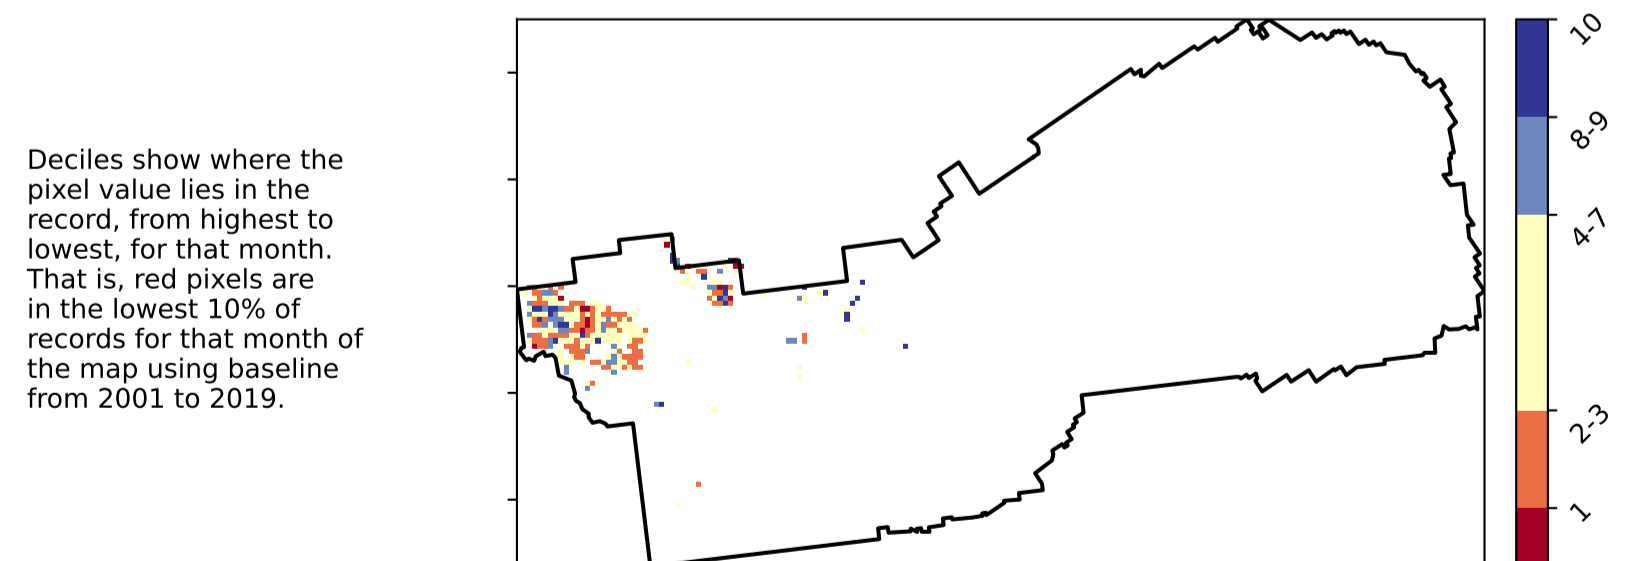 Deciles show where the
pixel value lies in the
record, from highest to
lowest, for that month.
That is, red pixels are
in the lowest 10% of
records for that month of
the map using baseline
from 2001 to 2019.
10
8-9
4-7
2-3
1